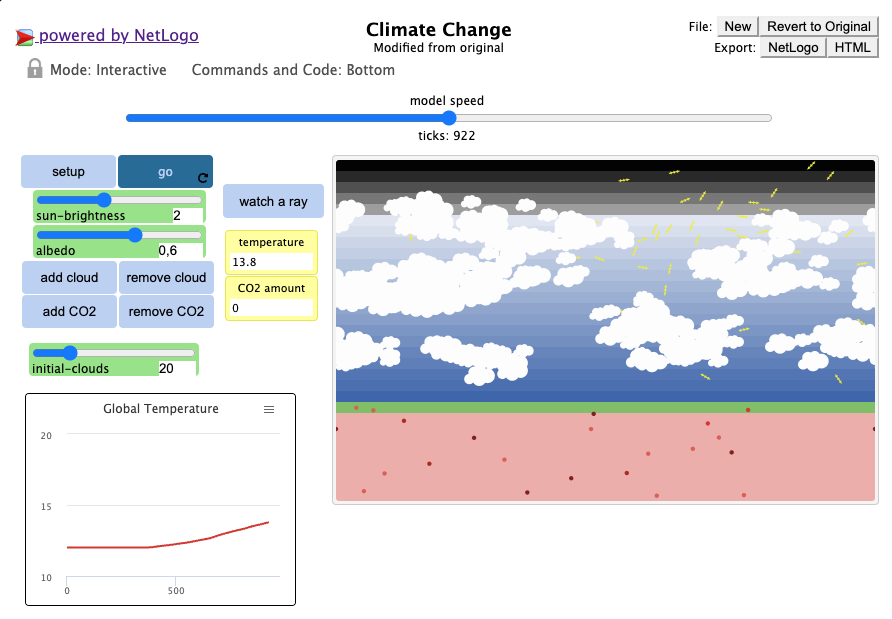 powered by NetLogo
Climate Change
Modified from original
File: New Revert to Original
Export: NetLogo HTML
Mode: Interactive Commands and Code: Bottom
model speed
ticks: 922
setup go
sun-brightness 2
albedo 0,6
add cloud remove cloud
add CO2 remove CO2
initial-clouds 20
watch a ray
temperature
13.8
CO2 amount
0
Global Temperature
20
15
10
0 500